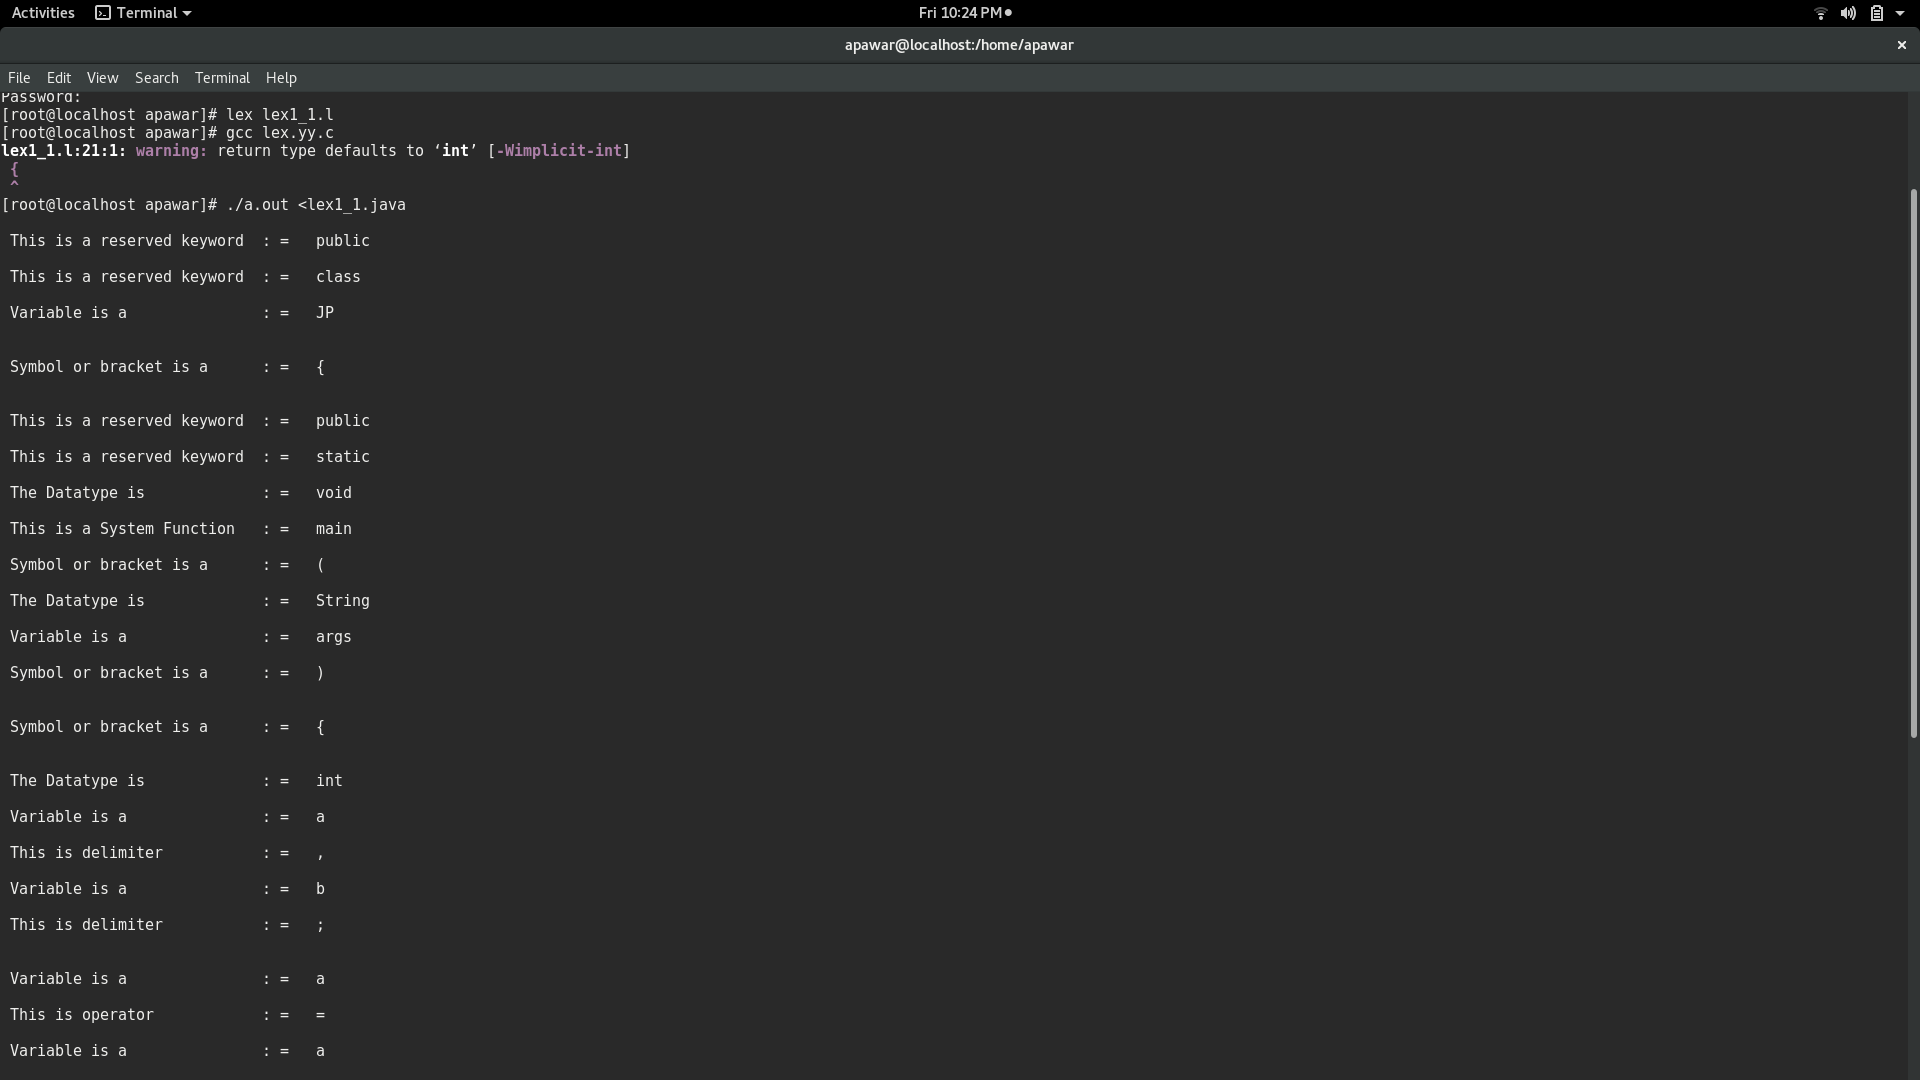 Activities Terminal Fri 10:24 PM
apawar@localhost:/home/apawar ×
File Edit View Search Terminal Help
Password:
[root@localhost apawar]# lex lex1_1.l
[root@localhost apawar]# gcc lex.yy.c
lex1_1.l:21:1: warning: return type defaults to ‘int’ [-Wimplicit-int]
{
^
[root@localhost apawar]# ./a.out <lex1_1.java
This is a reserved keyword : = public
This is a reserved keyword : = class
Variable is a : = JP
Symbol or bracket is a : = {
This is a reserved keyword : = public
This is a reserved keyword : = static
The Datatype is : = void
This is a System Function : = main
Symbol or bracket is a : = (
The Datatype is : = String
Variable is a : = args
Symbol or bracket is a : = )
Symbol or bracket is a : = {
The Datatype is : = int
Variable is a : = a
This is delimiter : = ,
Variable is a : = b
This is delimiter : = ;
Variable is a : = a
This is operator : = =
Variable is a : = a